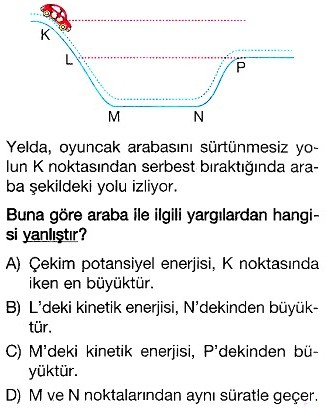 K
L
P
M
N
Yelda, oyuncak arabasını sürtünmesiz yo-
lun K noktasından serbest bıraktığında ara-
ba şekildeki yolu izliyor.
Buna göre araba ile ilgili yargılardan hangi-
si yanlıştır?
A) Çekim potansiyel enerjisi, K noktasında
iken en büyüktür.
B) L'deki kinetik enerjisi, N'dekinden büyük-
tür.
C) M'deki kinetik enerjisi, P'dekinden bü-
yüktür.
D) M ve N noktalarından aynı süratle geçer.